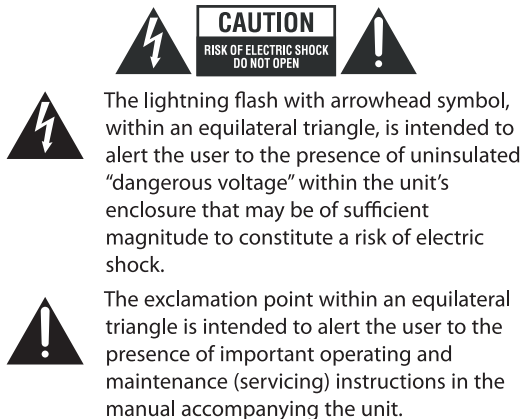 CAUTION
RISK OF ELECTRIC SHOCK
DO NOT OPEN
The lightning flash with arrowhead symbol,
within an equilateral triangle, is intended to
alert the user to the presence of uninsulated
“dangerous voltage” within the unit’s
enclosure that may be of sufficient
magnitude to constitute a risk of electric
shock.
The exclamation point within an equilateral
triangle is intended to alert the user to the
presence of important operating and
maintenance (servicing) instructions in the
manual accompanying the unit.